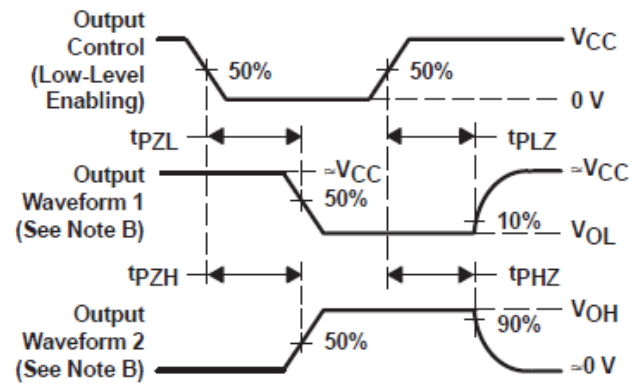 Output
Control
(Low-Level
Enabling)
50%
50%
VCC
0 V
tPZL
tPLZ
Output
Waveform 1
(See Note B)
≈VCC
50%
10%
≈VCC
VOL
tPZH
tPHZ
Output
Waveform 2
(See Note B)
50%
90%
VOH
≈0 V